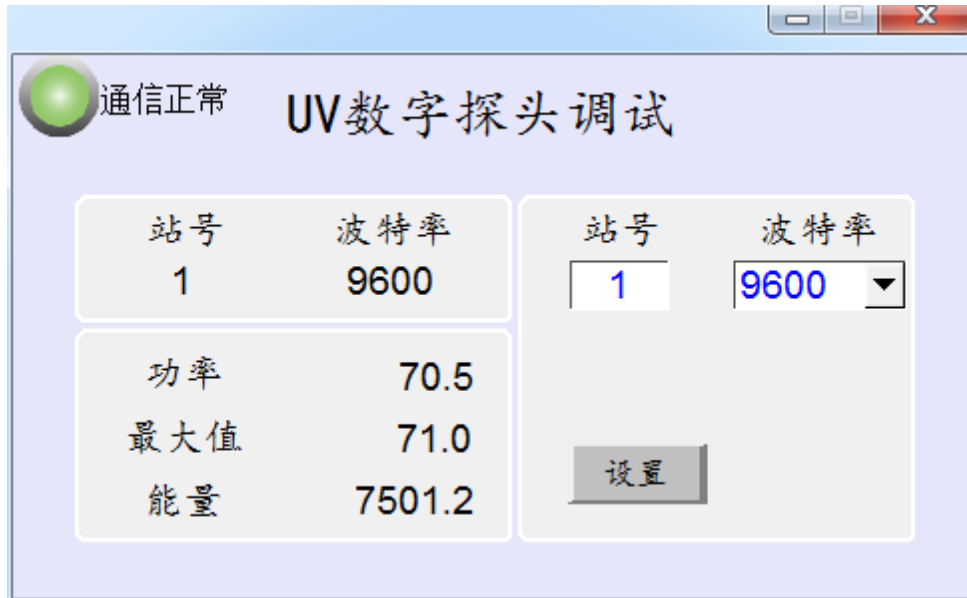 通信正常
UV数字探头调试
站号 波特率
1 9600
功率 70.5
最大值 71.0
能量 7501.2
站号 波特率
1 9600
设置